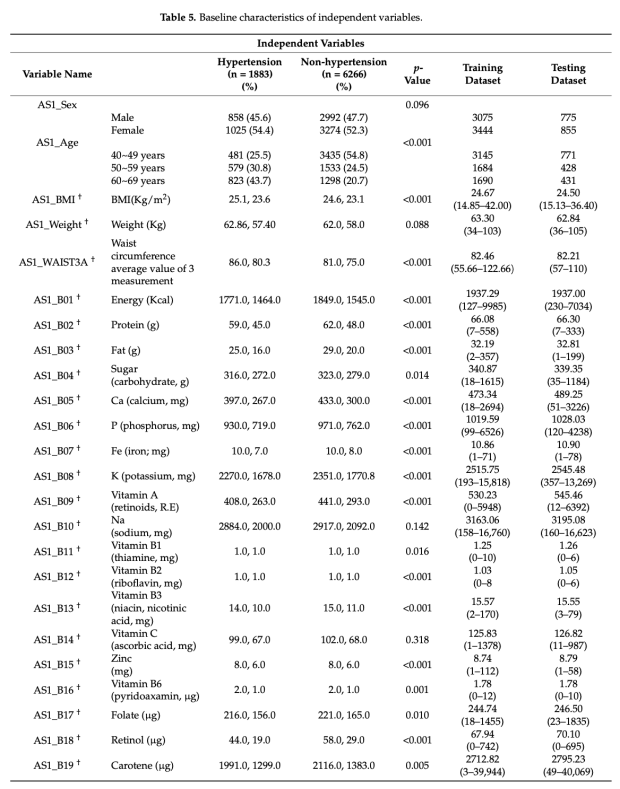 Table 5. Baseline characteristics of independent variables.
Independent Variables
Variable Name Hypertension (n = 1883) (%) Non-hypertension (n = 6266) (%) p-Value Training Dataset Testing Dataset
AS1_Sex 0.096
Male 858 (45.6) 2992 (47.7) 3075 775
Female 1025 (54.4) 3274 (52.3) 3444 855
AS1_Age <0.001
40~49 years 481 (25.5) 3435 (54.8) 3145 771
50~59 years 579 (30.8) 1533 (24.5) 1684 428
60~69 years 823 (43.7) 1298 (20.7) 1690 431
AS1_BMI † BMI(Kg/m²) 25.1, 23.6 24.6, 23.1 <0.001 24.67 (14.85–42.00) 24.50 (15.13–36.40)
AS1_Weight † Weight (Kg) 62.86, 57.40 62.0, 58.0 0.088 63.30 (34–103) 62.84 (36–105)
AS1_WAIST3A † Waist circumference average value of 3 measurement 86.0, 80.3 81.0, 75.0 <0.001 82.46 (55.66–122.66) 82.21 (57–110)
AS1_B01 † Energy (Kcal) 1771.0, 1464.0 1849.0, 1545.0 <0.001 1937.29 (127–9985) 1937.00 (230–7034)
AS1_B02 † Protein (g) 59.0, 45.0 62.0, 48.0 <0.001 66.08 (7–558) 66.30 (7–333)
AS1_B03 † Fat (g) 25.0, 16.0 29.0, 20.0 <0.001 32.19 (2–357) 32.81 (1–199)
AS1_B04 † Sugar (carbohydrate, g) 316.0, 272.0 323.0, 279.0 0.014 340.87 (18–1615) 339.35 (35–1184)
AS1_B05 † Ca (calcium, mg) 397.0, 267.0 433.0, 300.0 <0.001 473.34 (18–2694) 489.25 (51–3226)
AS1_B06 † P (phosphorus, mg) 930.0, 719.0 971.0, 762.0 <0.001 1019.59 (99–6526) 1028.03 (120–4238)
AS1_B07 † Fe (iron; mg) 10.0, 7.0 10.0, 8.0 <0.001 10.86 (1–71) 10.90 (1–78)
AS1_B08 † K (potassium, mg) 2270.0, 1678.0 2351.0, 1770.8 <0.001 2515.75 (193–15,818) 2545.48 (357–13,269)
AS1_B09 † Vitamin A (retinoids, R.E) 408.0, 263.0 441.0, 293.0 <0.001 530.23 (0–5948) 545.46 (12–6392)
AS1_B10 † Na (sodium, mg) 2884.0, 2000.0 2917.0, 2092.0 0.142 3163.06 (158–16,760) 3195.08 (160–16,623)
AS1_B11 † Vitamin B1 (thiamine, mg) 1.0, 1.0 1.0, 1.0 0.016 1.25 (0–10) 1.26 (0–6)
AS1_B12 † Vitamin B2 (riboflavin, mg) 1.0, 1.0 1.0, 1.0 <0.001 1.03 (0–8 1.05 (0–6)
AS1_B13 † Vitamin B3 (niacin, nicotinic acid, mg) 14.0, 10.0 15.0, 11.0 <0.001 15.57 (2–170) 15.55 (3–79)
AS1_B14 † Vitamin C (ascorbic acid, mg) 99.0, 67.0 102.0, 68.0 0.318 125.83 (1–1378) 126.82 (11–987)
AS1_B15 † Zinc (mg) 8.0, 6.0 8.0, 6.0 <0.001 8.74 (1–112) 8.79 (1–58)
AS1_B16 † Vitamin B6 (pyridoaxamin, µg) 2.0, 1.0 2.0, 1.0 0.001 1.78 (0–12) 1.78 (0–10)
AS1_B17 † Folate (µg) 216.0, 156.0 221.0, 165.0 0.010 244.74 (18–1455) 246.50 (23–1835)
AS1_B18 † Retinol (µg) 44.0, 19.0 58.0, 29.0 <0.001 67.94 (0–742) 70.10 (0–695)
AS1_B19 † Carotene (µg) 1991.0, 1299.0 2116.0, 1383.0 0.005 2712.82 (3–39,944) 2795.23 (49–40,069)